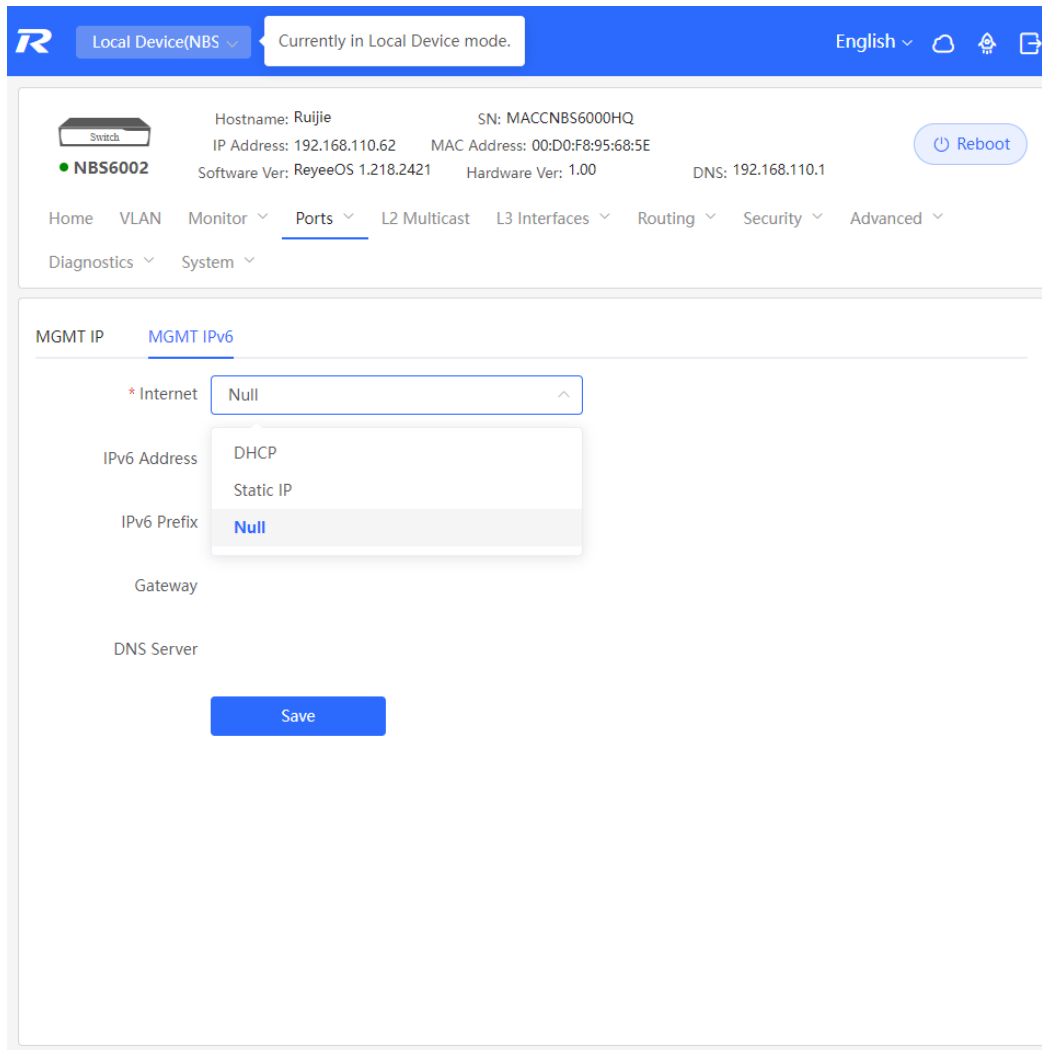 Local Device(NBS
Currently in Local Device mode.
English
Switch
NBS6002
Hostname: Ruijie
SN: MACCNBS6000HQ
IP Address: 192.168.110.62
MAC Address: 00:D0:F8:95:68:5E
Software Ver: ReyeeOS 1.218.2421
Hardware Ver: 1.00
DNS: 192.168.110.1
Reboot
Home VLAN Monitor Ports L2 Multicast L3 Interfaces Routing Security Advanced
Diagnostics System
MGMT IP MGMT IPv6
* Internet Null
DHCP
IPv6 Address
Static IP
IPv6 Prefix
Null
Gateway
DNS Server
Save